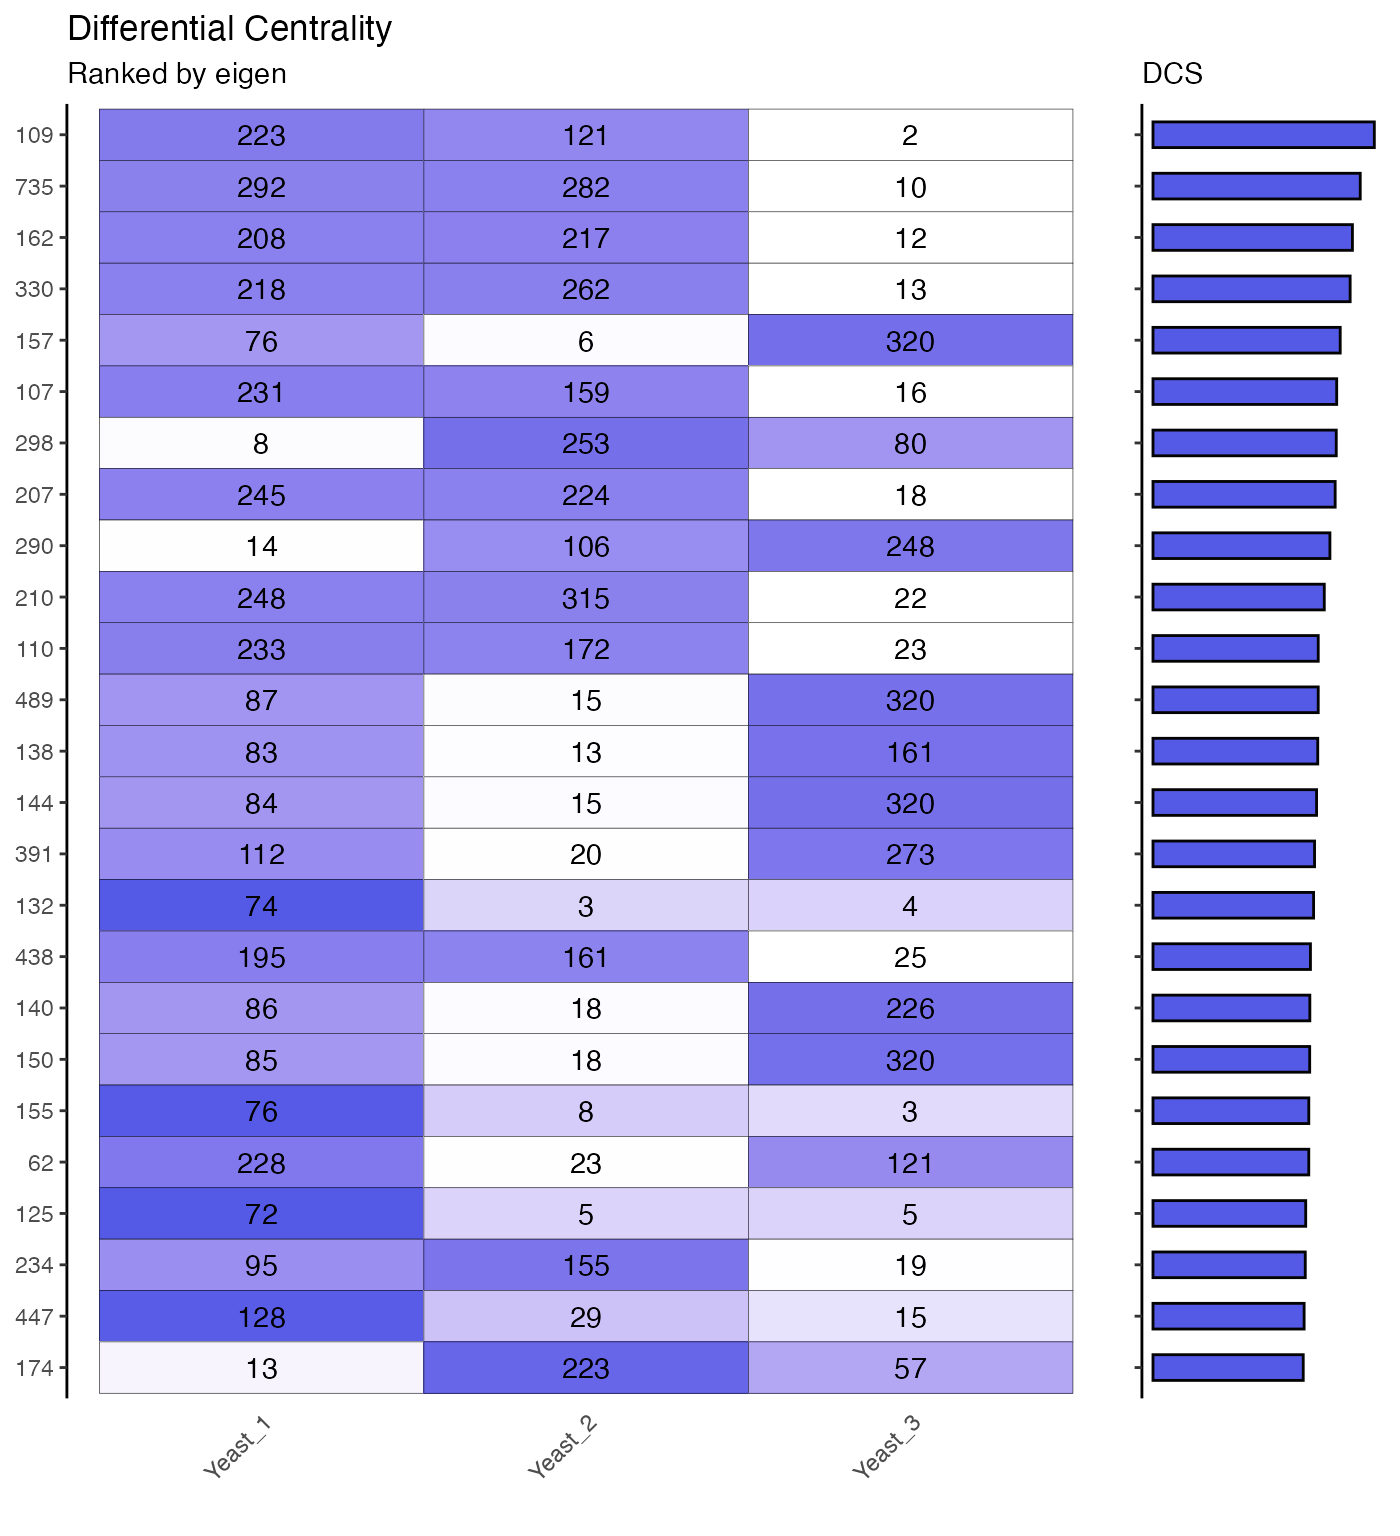 Differential Centrality
Ranked by eigen DCS
109 223 121 2
735 292 282 10
162 208 217 12
330 218 262 13
157 76 6 320
107 231 159 16
298 8 253 80
207 245 224 18
290 14 106 248
210 248 315 22
110 233 172 23
489 87 15 320
138 83 13 161
144 84 15 320
391 112 20 273
132 74 3 4
438 195 161 25
140 86 18 226
150 85 18 320
155 76 8 3
62 228 23 121
125 72 5 5
234 95 155 19
447 128 29 15
174 13 223 57
Yeast_1 Yeast_2 Yeast_3